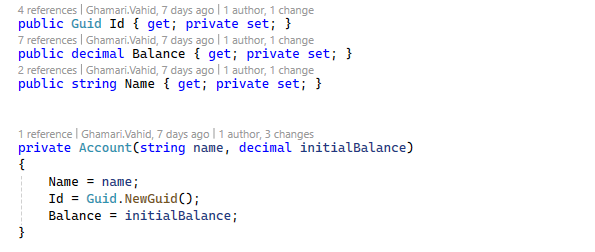 4 references | Ghamari.Vahid, 7 days ago | 1 author, 1 change
public Guid Id { get; private set; }
7 references | Ghamari.Vahid, 7 days ago | 1 author, 1 change
public decimal Balance { get; private set; }
2 references | Ghamari.Vahid, 7 days ago | 1 author, 1 change
public string Name { get; private set; }
1 reference | Ghamari.Vahid, 7 days ago | 1 author, 3 changes
private Account(string name, decimal initialBalance)
{
Name = name;
Id = Guid.NewGuid();
Balance = initialBalance;
}